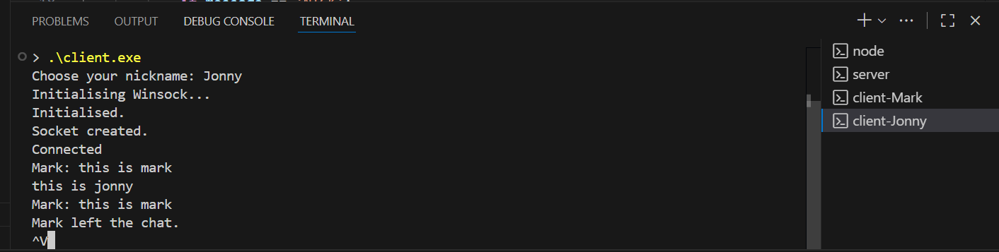 PROBLEMS OUTPUT DEBUG CONSOLE TERMINAL
> .\client.exe
Choose your nickname: Jonny
Initialising Winsock...
Initialised.
Socket created.
Connected
Mark: this is mark
this is jonny
Mark: this is mark
Mark left the chat.
^V
node
server
client-Mark
client-Jonny